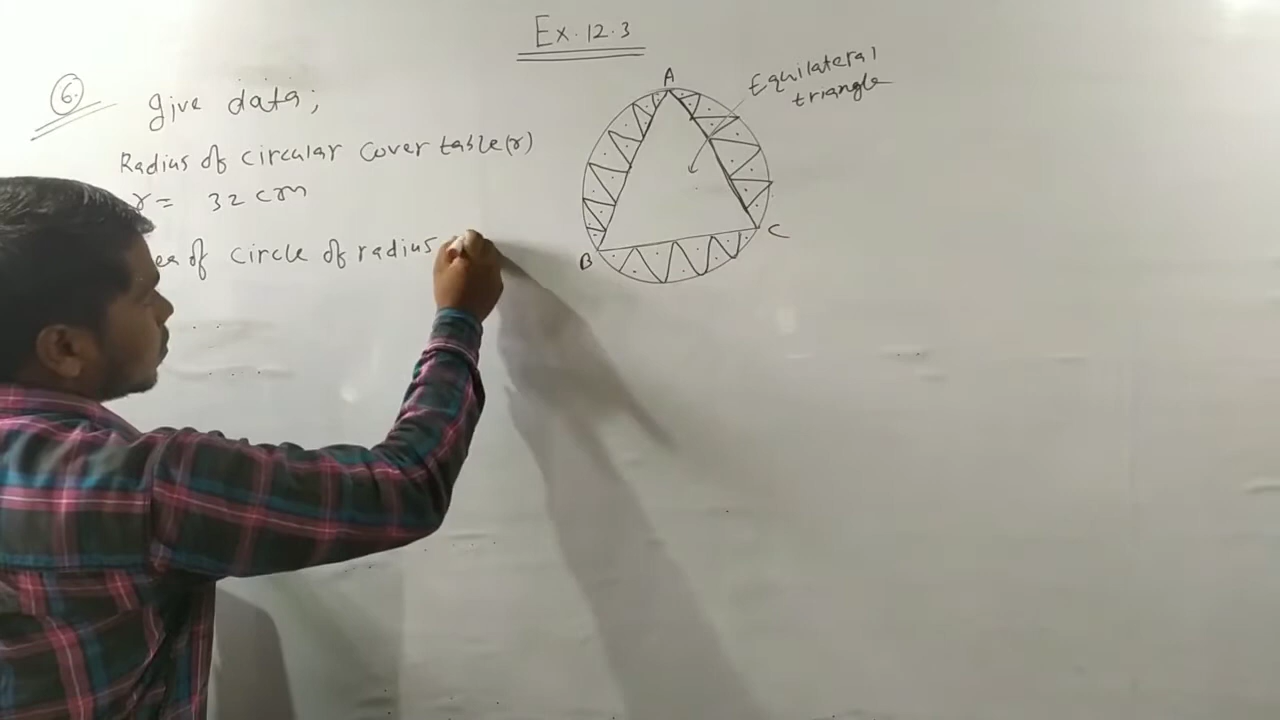 Ex. 12.3
6.
give data;
Radius of circular cover table(r)
r = 32 cm
of circle of radius
A
Equilateral
triangle
B
C